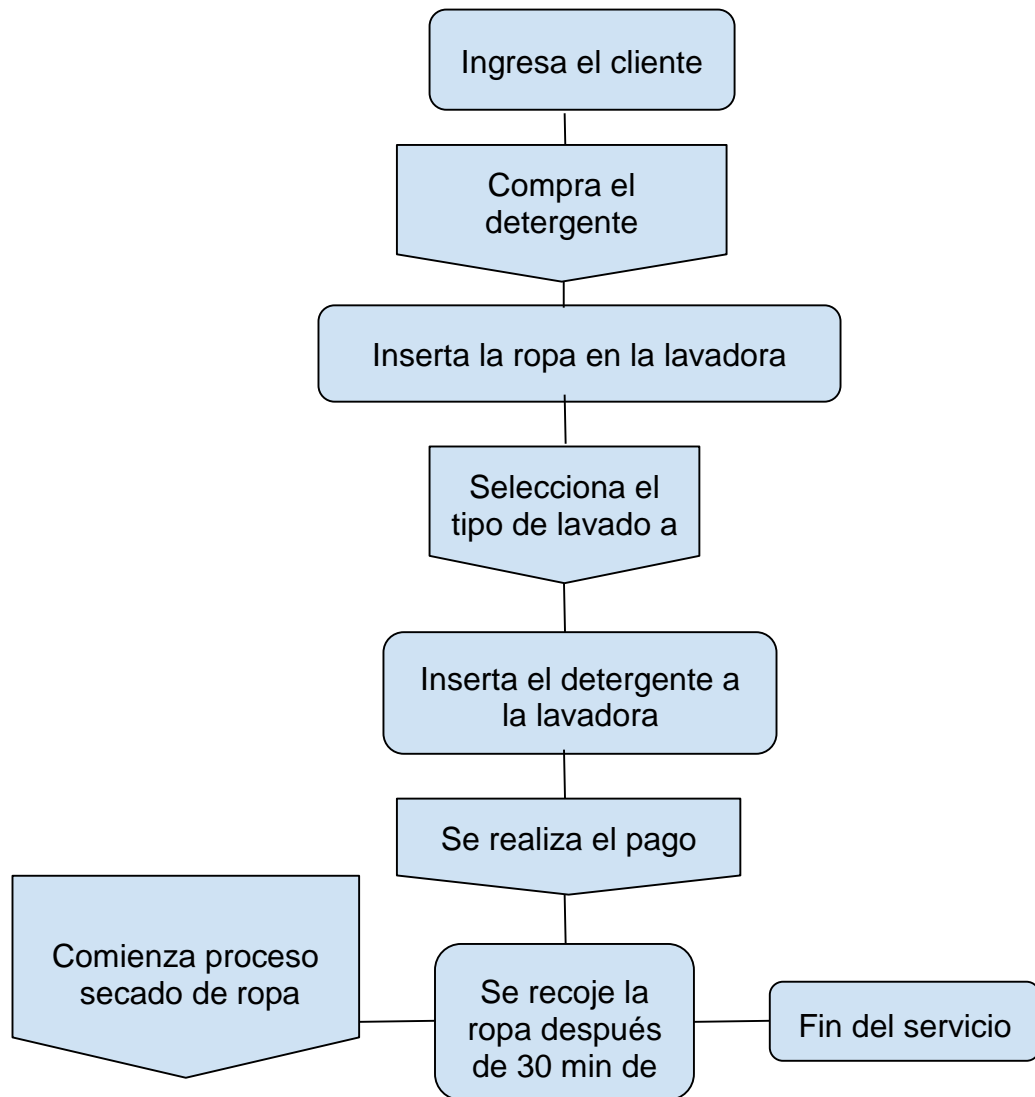 Ingresa el cliente
Compra el
detergente
Inserta la ropa en la lavadora
Selecciona el
tipo de lavado a
Inserta el detergente a
la lavadora
Se realiza el pago
Comienza proceso
secado de ropa
Se recoje la
ropa después
de 30 min de
Fin del servicio